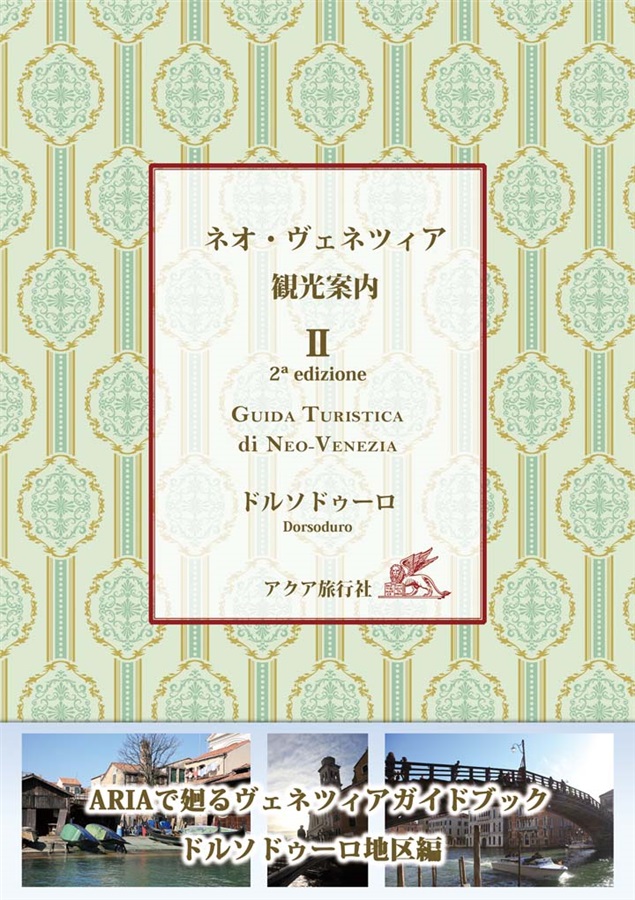 ネオ・ヴェネツィア
観光案内
II
2ª edizione
GUIDA TURISTICA
di NEO-VENEZIA
ドルソドゥーロ
Dorsoduro
アクア旅行社
ARIAで廻るヴェネツィアガイドブック
ドルソドゥーロ地区編